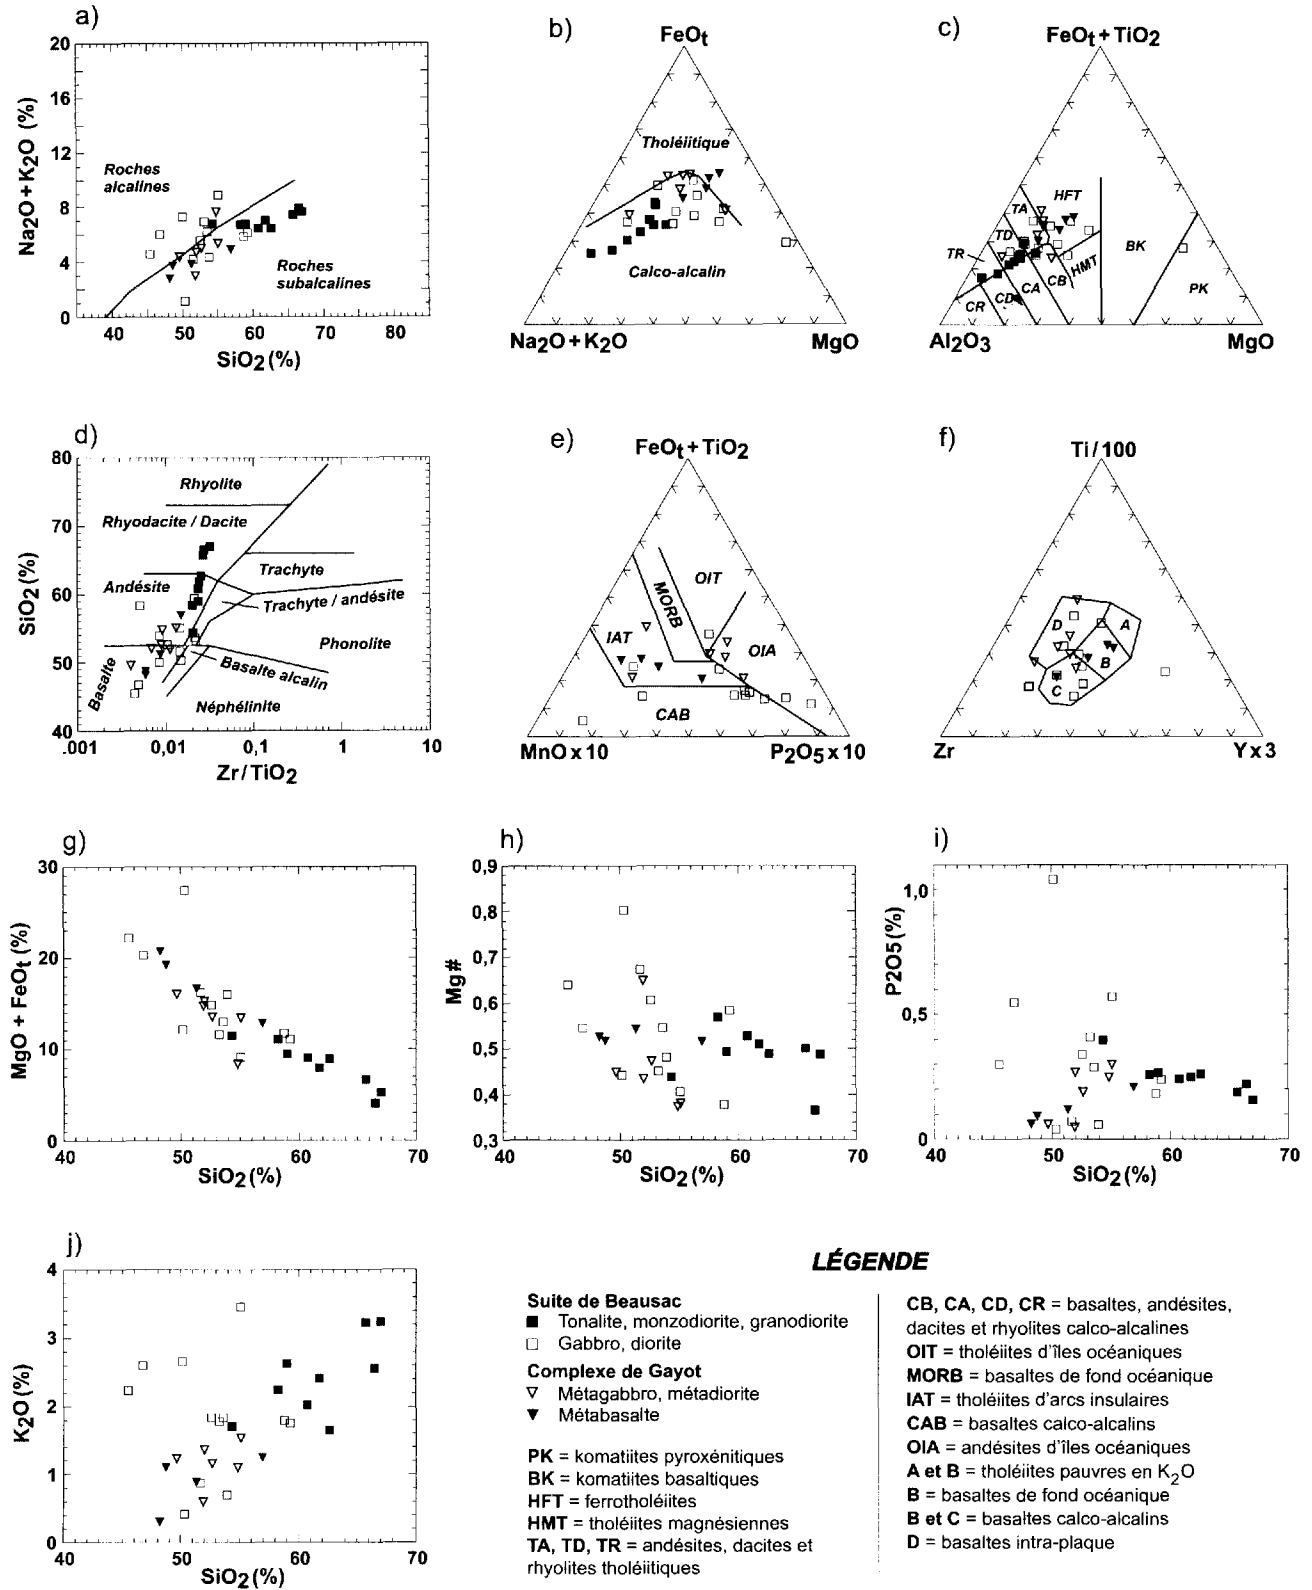 a)
20
16
12
8
4
0
Na2O + K2O (%)
Roches
alcalines
Roches
subalcalines
40 50 60 70 80
SiO2 (%)
b)
FeOt
Tholéiitique
Calco-alcalin
Na2O + K2O
MgO
c)
FeOt + TiO2
HFT
TA
TD
TR
CR
CD
CA
CB
HMT
BK
PK
Al2O3
MgO
d)
80
70
60
50
40
SiO2 (%)
Rhyolite
Rhyodacite / Dacite
Andésite
Trachyte
Trachyte / andésite
Phonolite
Basalte
Basalte alcalin
Néphélinite
.001 0,01 0,1 1 10
Zr / TiO2
e)
FeOt + TiO2
OIT
MORB
IAT
OIA
CAB
MnO x 10
P2O5 x 10
f)
Ti / 100
D
A
B
C
Zr
Y x 3
g)
30
20
10
0
MgO + FeOt (%)
40 50 60 70
SiO2 (%)
h)
0,9
0,8
0,7
0,6
0,5
0,4
0,3
Mg#
40 50 60 70
SiO2 (%)
i)
1,0
0,5
0
P2O5 (%)
40 50 60 70
SiO2 (%)
j)
4
3
2
1
0
K2O (%)
40 50 60 70
SiO2 (%)
LÉGENDE
Suite de Beausac
Tonalite, monzodiorite, granodiorite
Gabbro, diorite
Complexe de Gayot
Métagabbro, métadiorite
Métabasalte
PK = komatiites pyroxénitiques
BK = komatiites basaltiques
HFT = ferrotholéiites
HMT = tholéiites magnésiennes
TA, TD, TR = andésites, dacites et
rhyolites tholéiitiques
CB, CA, CD, CR = basaltes, andésites,
dacites et rhyolites calco-alcalines
OIT = tholéiites d'îles océaniques
MORB = basaltes de fond océanique
IAT = tholéiites d'arcs insulaires
CAB = basaltes calco-alcalins
OIA = andésites d'îles océaniques
A et B = tholéiites pauvres en K2O
B = basaltes de fond océanique
B et C = basaltes calco-alcalins
D = basaltes intra-plaque